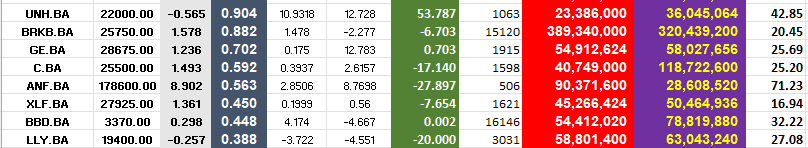 UNH.BA 22000.00 -0.565 0.904 10.9318 12.728 53.787 1063 23,386,000 36,045,064 42.85
BRKB.BA 25750.00 1.578 0.882 1.478 -2.277 -6.703 15120 389,340,000 320,439,200 20.45
GE.BA 28675.00 1.236 0.702 0.175 12.783 0.703 1915 54,912,624 58,027,656 25.69
C.BA 25500.00 1.493 0.592 0.3937 2.6157 -17.140 1598 40,749,000 118,722,600 25.20
ANF.BA 178600.00 8.902 0.563 2.8506 8.7698 -27.897 506 90,371,600 28,608,520 71.23
XLF.BA 27925.00 1.361 0.450 0.1999 0.56 -7.654 1621 45,266,424 50,464,936 16.94
BBD.BA 3370.00 0.298 0.448 4.174 -4.667 0.002 16146 54,412,020 78,819,880 32.22
LLY.BA 19400.00 -0.257 0.388 -3.722 -4.551 -20.000 3031 58,801,400 63,043,240 27.08